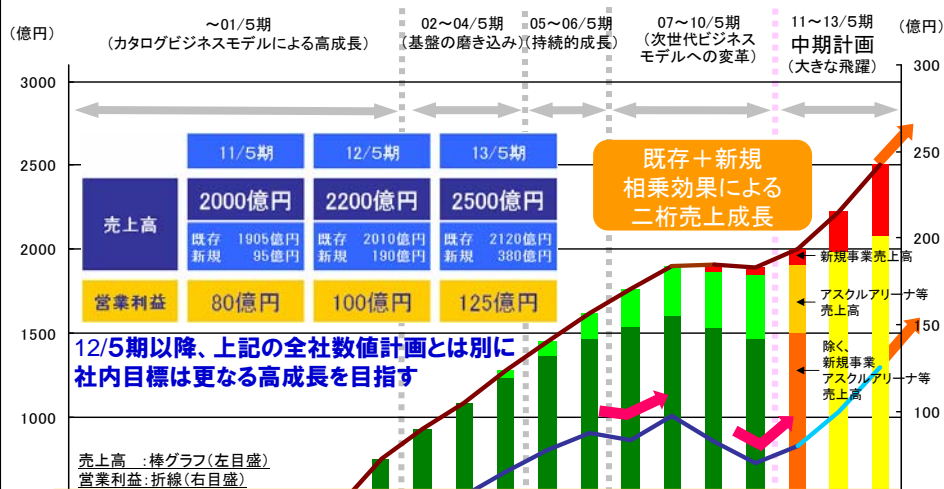 ～01/5期
(カタログビジネスモデルによる高成長)
02～04/5期
(基盤の磨き込み)
05～06/5期
(持続的成長)
07～10/5期
(次世代ビジネス
モデルへの変革)
11～13/5期
中期計画
(大きな飛躍)
(億円)
(億円)
3000
2500
2000
1500
1000
300
250
200
150
100
11/5期
12/5期
13/5期
売上高
2000億円
2200億円
2500億円
既存 1905億円
新規 95億円
既存 2010億円
新規 190億円
既存 2120億円
新規 380億円
営業利益
80億円
100億円
125億円
既存＋新規
相乗効果による
二桁売上成長
12/5期以降、上記の全社数値計画とは別に
社内目標は更なる高成長を目指す
新規事業売上高
アスクルアリーナ等
売上高
除く、
新規事業
アスクルアリーナ等
売上高
売上高 ：棒グラフ(左目盛)
営業利益：折線(右目盛)